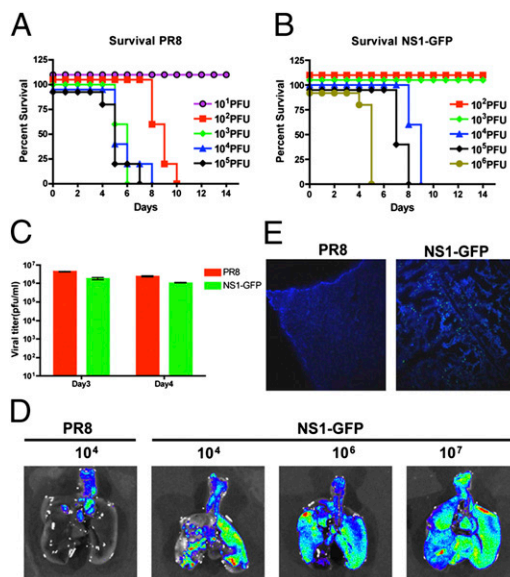 A
Survival PR8
Percent Survival
125
100
75
50
25
0
0 2 4 6 8 10 12 14
Days
10¹PFU
10²PFU
10³PFU
10⁴PFU
10⁵PFU
B
Survival NS1-GFP
Percent Survival
125
100
75
50
25
0
0 2 4 6 8 10 12 14
Days
10²PFU
10³PFU
10⁴PFU
10⁵PFU
10⁶PFU
C
Viral titer(pfu/ml)
10⁷
10⁶
10⁵
10⁴
10³
10²
10¹
Day3 Day4
PR8
NS1-GFP
E
PR8 NS1-GFP
D
PR8 NS1-GFP
10⁴ 10⁴ 10⁶ 10⁷